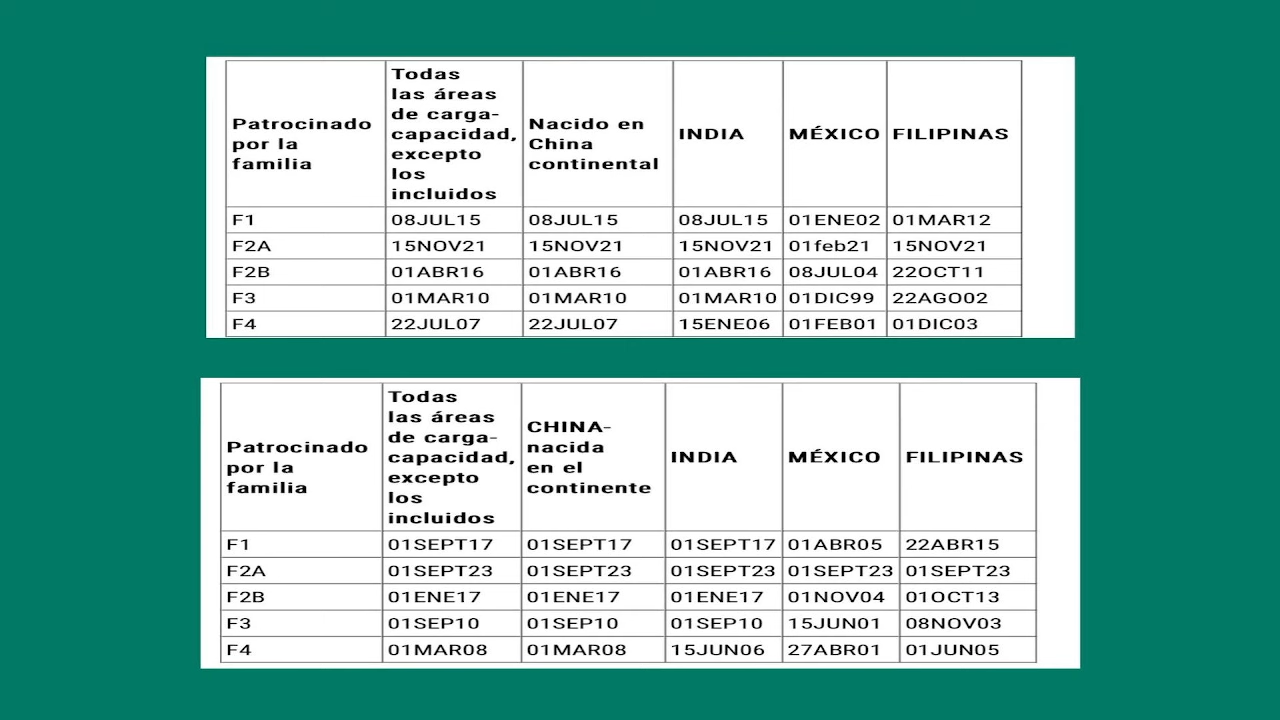 Patrocinado por la familia | Todas las áreas de carga-capacidad, excepto los incluidos | Nacido en China continental | INDIA | MÉXICO | FILIPINAS
F1 | 08JUL15 | 08JUL15 | 08JUL15 | 01ENE02 | 01MAR12
F2A | 15NOV21 | 15NOV21 | 15NOV21 | 01feb21 | 15NOV21
F2B | 01ABR16 | 01ABR16 | 01ABR16 | 08JUL04 | 22OCT11
F3 | 01MAR10 | 01MAR10 | 01MAR10 | 01DIC99 | 22AGO02
F4 | 22JUL07 | 22JUL07 | 15ENE06 | 01FEB01 | 01DIC03
Patrocinado por la familia | Todas las áreas de carga-capacidad, excepto los incluidos | CHINA-nacida en el continente | INDIA | MÉXICO | FILIPINAS
F1 | 01SEPT17 | 01SEPT17 | 01SEPT17 | 01ABR05 | 22ABR15
F2A | 01SEPT23 | 01SEPT23 | 01SEPT23 | 01SEPT23 | 01SEPT23
F2B | 01ENE17 | 01ENE17 | 01ENE17 | 01NOV04 | 01OCT13
F3 | 01SEP10 | 01SEP10 | 01SEP10 | 15JUN01 | 08NOV03
F4 | 01MAR08 | 01MAR08 | 15JUN06 | 27ABR01 | 01JUN05